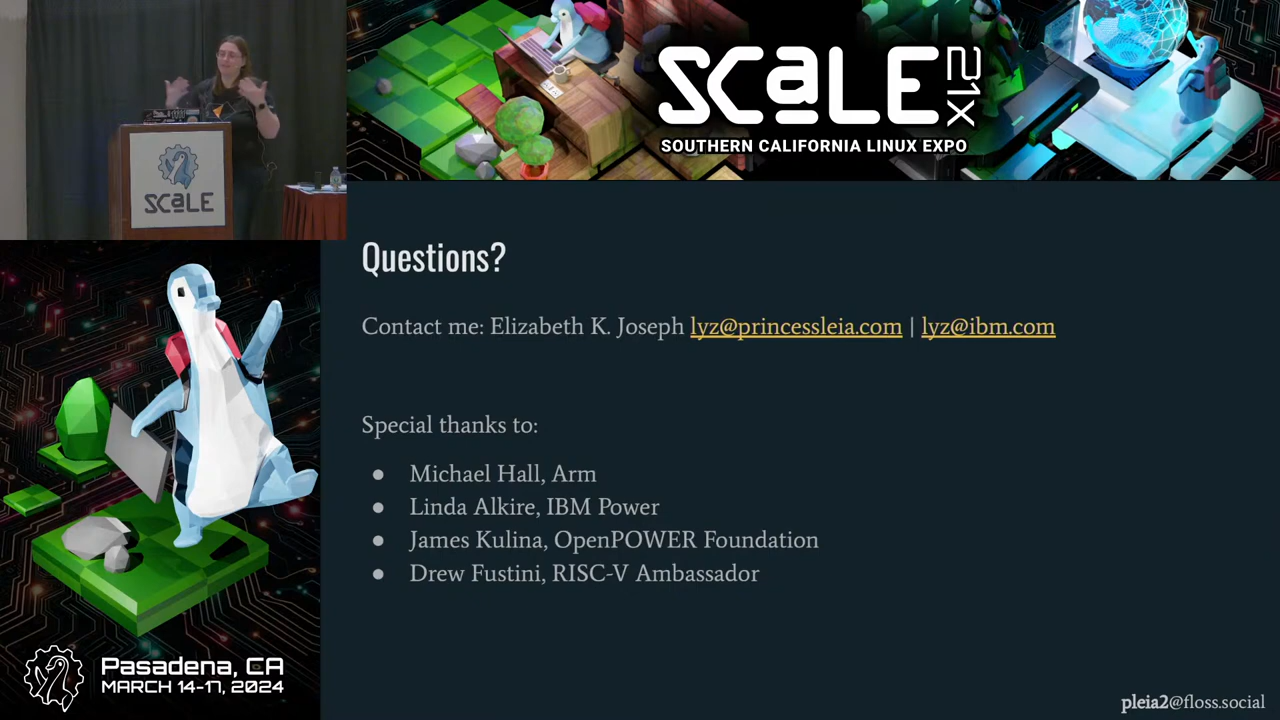 SCALE 21X
SOUTHERN CALIFORNIA LINUX EXPO
SCALE
Questions?
Contact me: Elizabeth K. Joseph lyz@princessleia.com | lyz@ibm.com
Special thanks to:
● Michael Hall, Arm
● Linda Alkire, IBM Power
● James Kulina, OpenPOWER Foundation
● Drew Fustini, RISC-V Ambassador
Pasadena, CA
MARCH 14-17, 2024
pleia2@floss.social